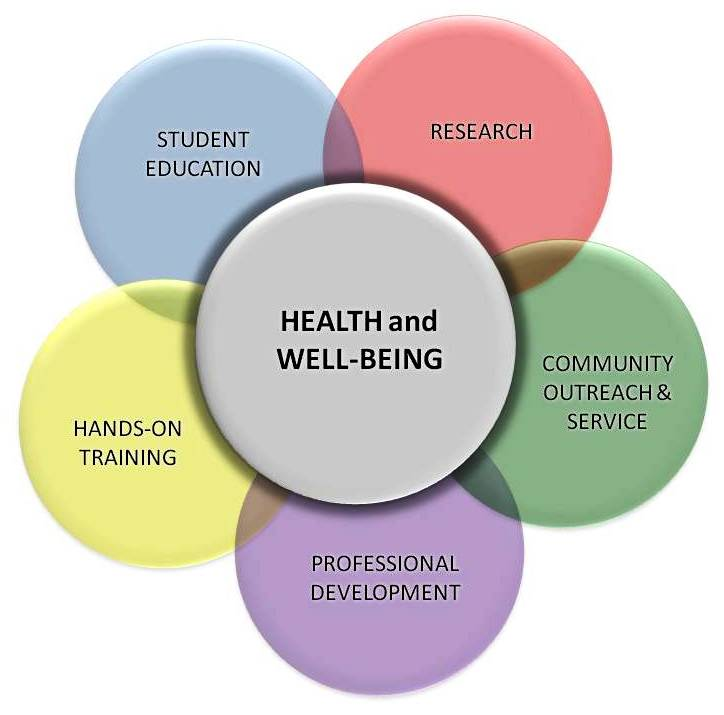 STUDENT
EDUCATION
RESEARCH
HEALTH and
WELL-BEING
COMMUNITY
OUTREACH &
SERVICE
HANDS-ON
TRAINING
PROFESSIONAL
DEVELOPMENT